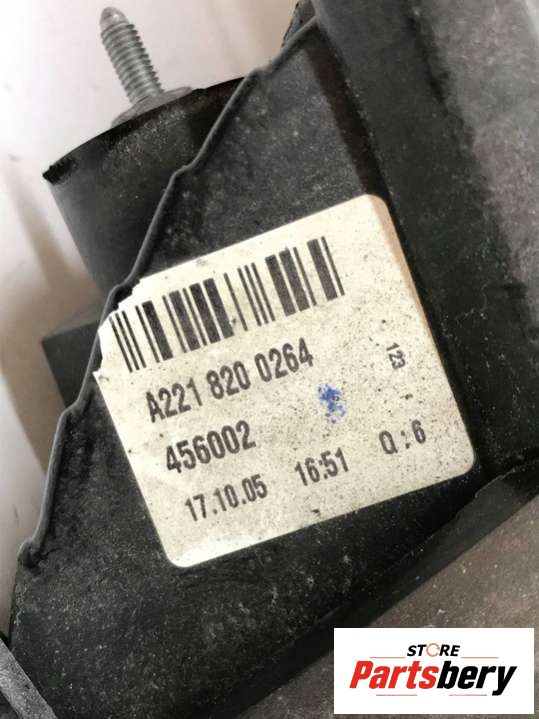 A221 820 0264
123
456002
17.10.05 16:51 Q:6
STORE
Partsbery